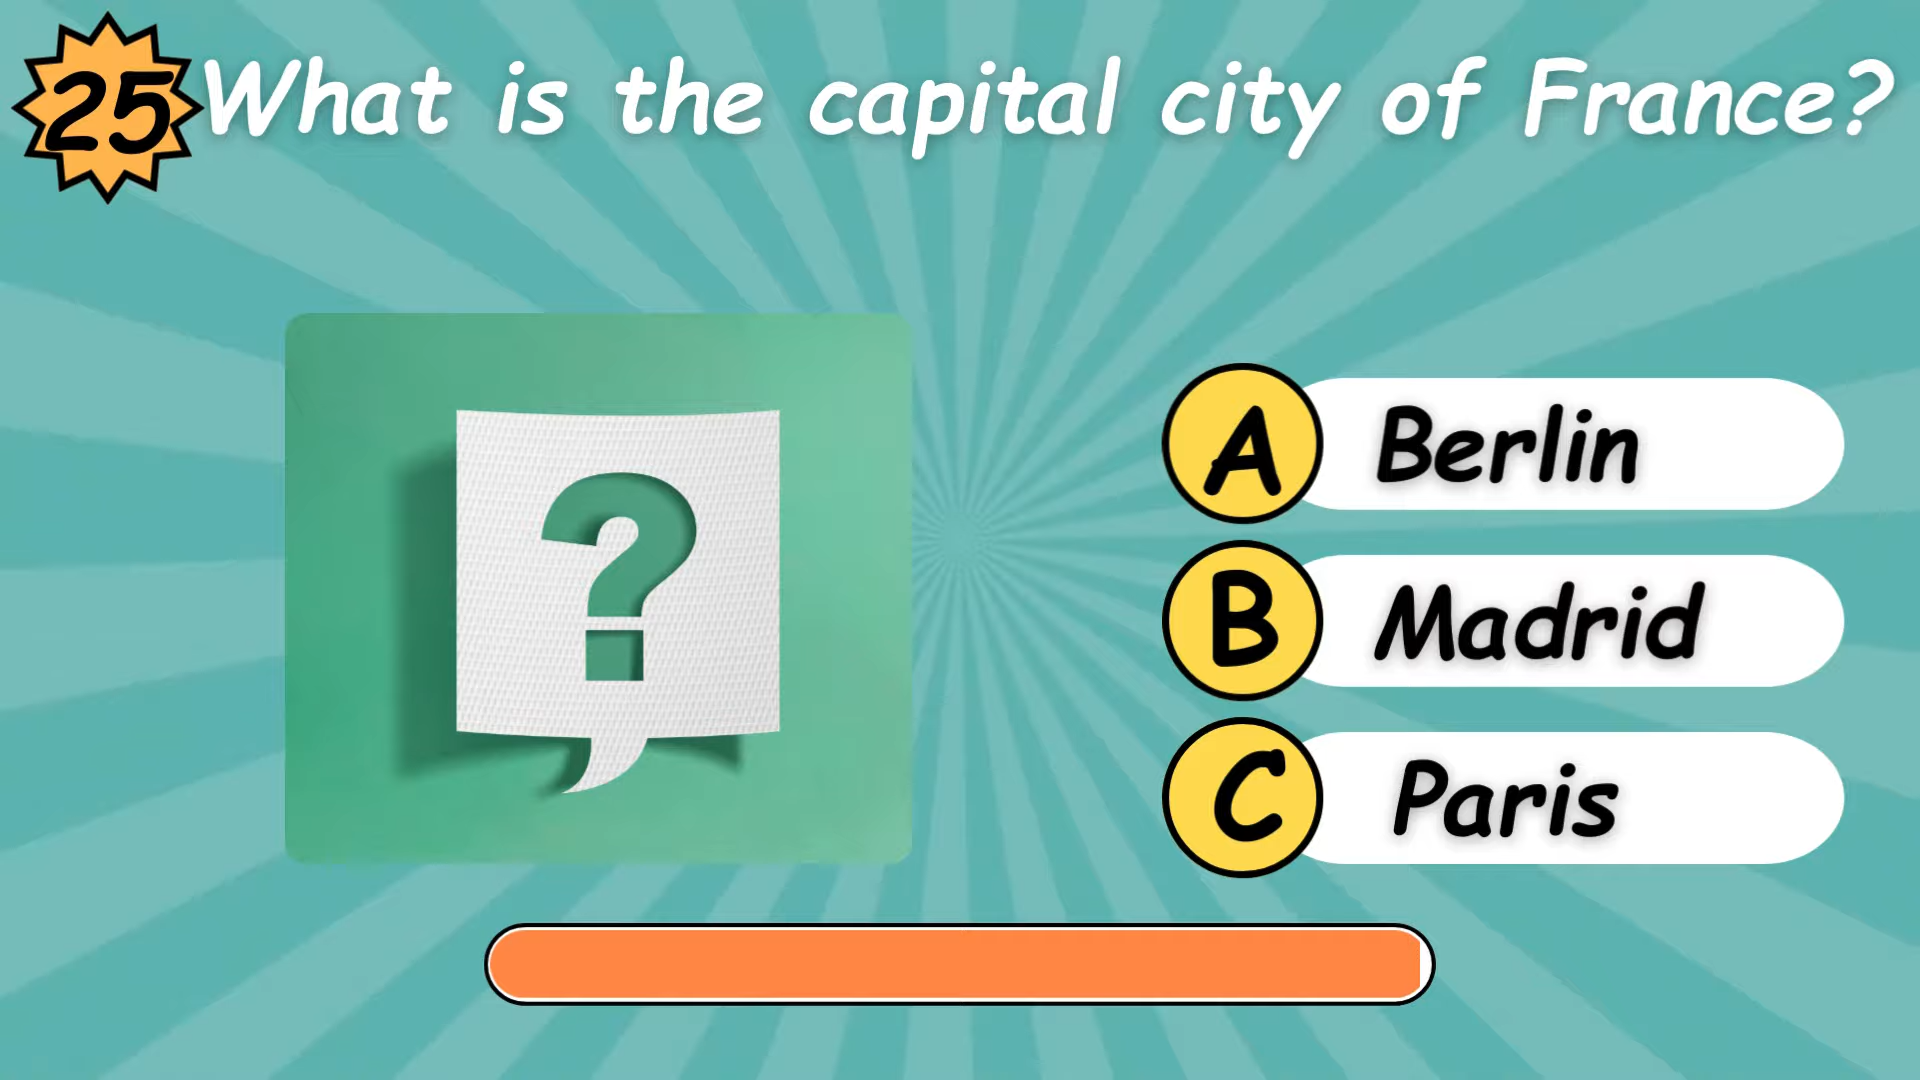 25 What is the capital city of France?
?
A Berlin
B Madrid
C Paris